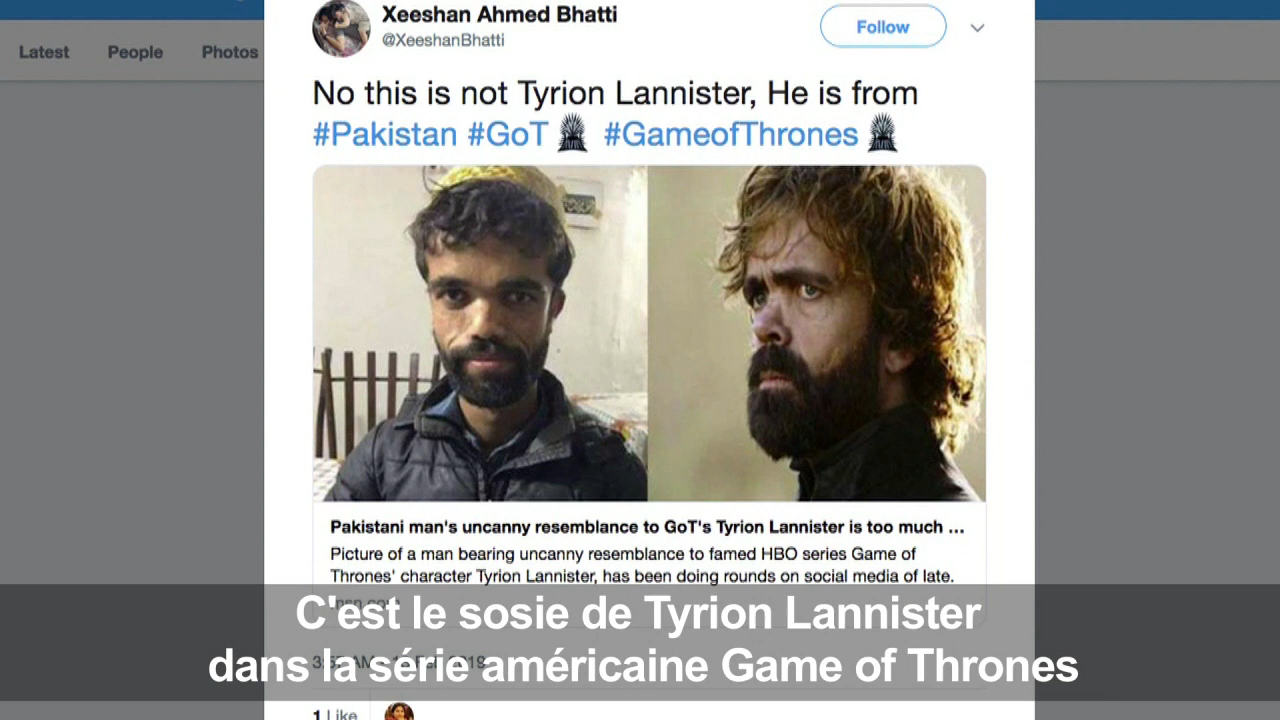 Xeeshan Ahmed Bhatti
@XeeshanBhatti
Follow
Latest People Photos
No this is not Tyrion Lannister, He is from
#Pakistan #GoT #GameofThrones
Pakistani man's uncanny resemblance to GoT's Tyrion Lannister is too much ...
Picture of a man bearing uncanny resemblance to famed HBO series Game of
Thrones' character Tyrion Lannister, has been doing rounds on social media of late.
C'est le sosie de Tyrion Lannister
dans la série américaine Game of Thrones
1 Like